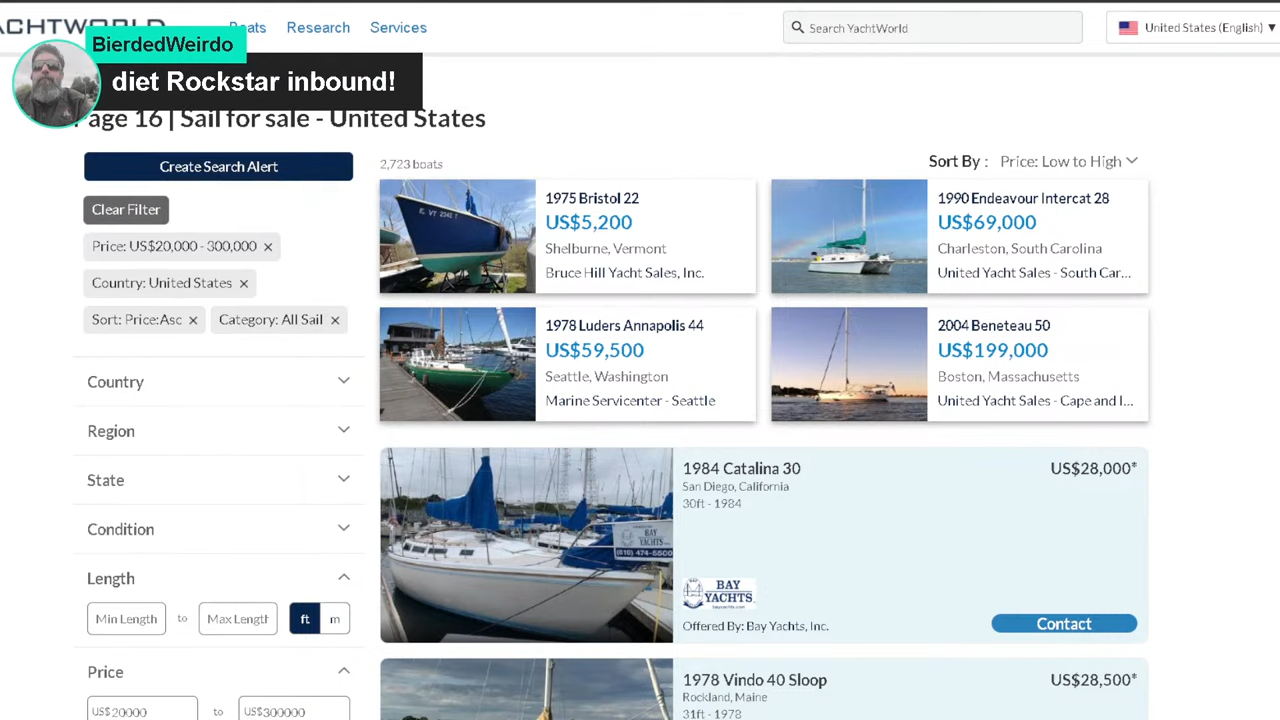 YACHTWORLD
Boats
Research
Services
Search YachtWorld
United States (English) ▼
BierdedWeirdo
diet Rockstar inbound!
Page 16 | Sail for sale - United States
Create Search Alert
2,723 boats
Sort By : Price: Low to High
Clear Filter
Price: US$20,000 - 300,000 ×
Country: United States ×
Sort: Price:Asc ×
Category: All Sail ×
Country
Region
State
Condition
Length
Min Length
to
Max Length
ft
m
Price
US$ 20000
to
US$ 300000
1975 Bristol 22
US$5,200
Shelburne, Vermont
Bruce Hill Yacht Sales, Inc.
1990 Endeavour Intercat 28
US$69,000
Charleston, South Carolina
United Yacht Sales - South Car...
1978 Luders Annapolis 44
US$59,500
Seattle, Washington
Marine Servicenter - Seattle
2004 Beneteau 50
US$199,000
Boston, Massachusetts
United Yacht Sales - Cape and I...
1984 Catalina 30
US$28,000*
San Diego, California
30ft - 1984
BAY
YACHTS
Offered By: Bay Yachts, Inc.
Contact
1978 Vindo 40 Sloop
US$28,500*
Rockland, Maine
31ft - 1978